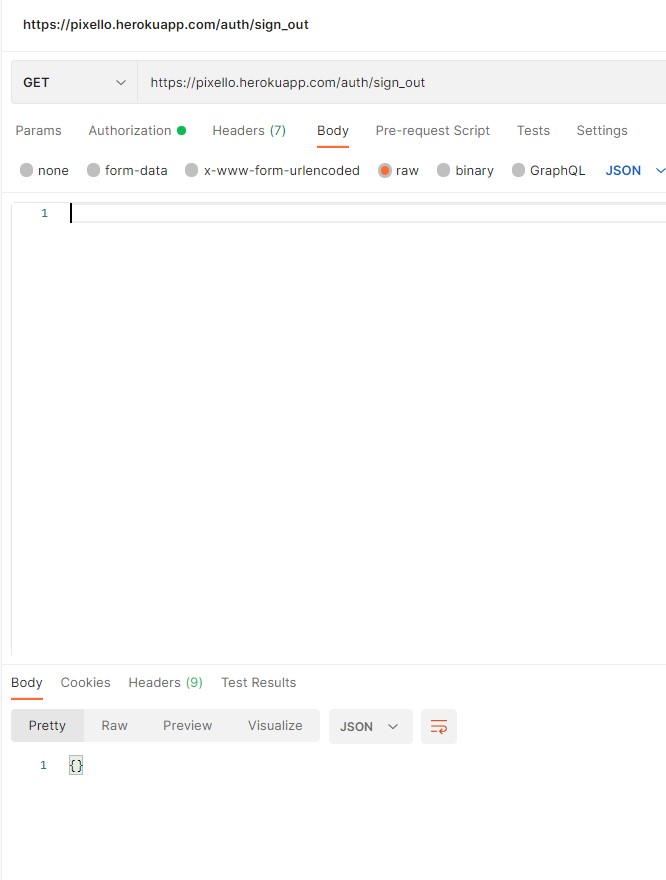 https://pixello.herokuapp.com/auth/sign_out
GET https://pixello.herokuapp.com/auth/sign_out
Params Authorization Headers (7) Body Pre-request Script Tests Settings
none form-data x-www-form-urlencoded raw binary GraphQL JSON
1
Body Cookies Headers (9) Test Results
Pretty Raw Preview Visualize JSON
1 {}